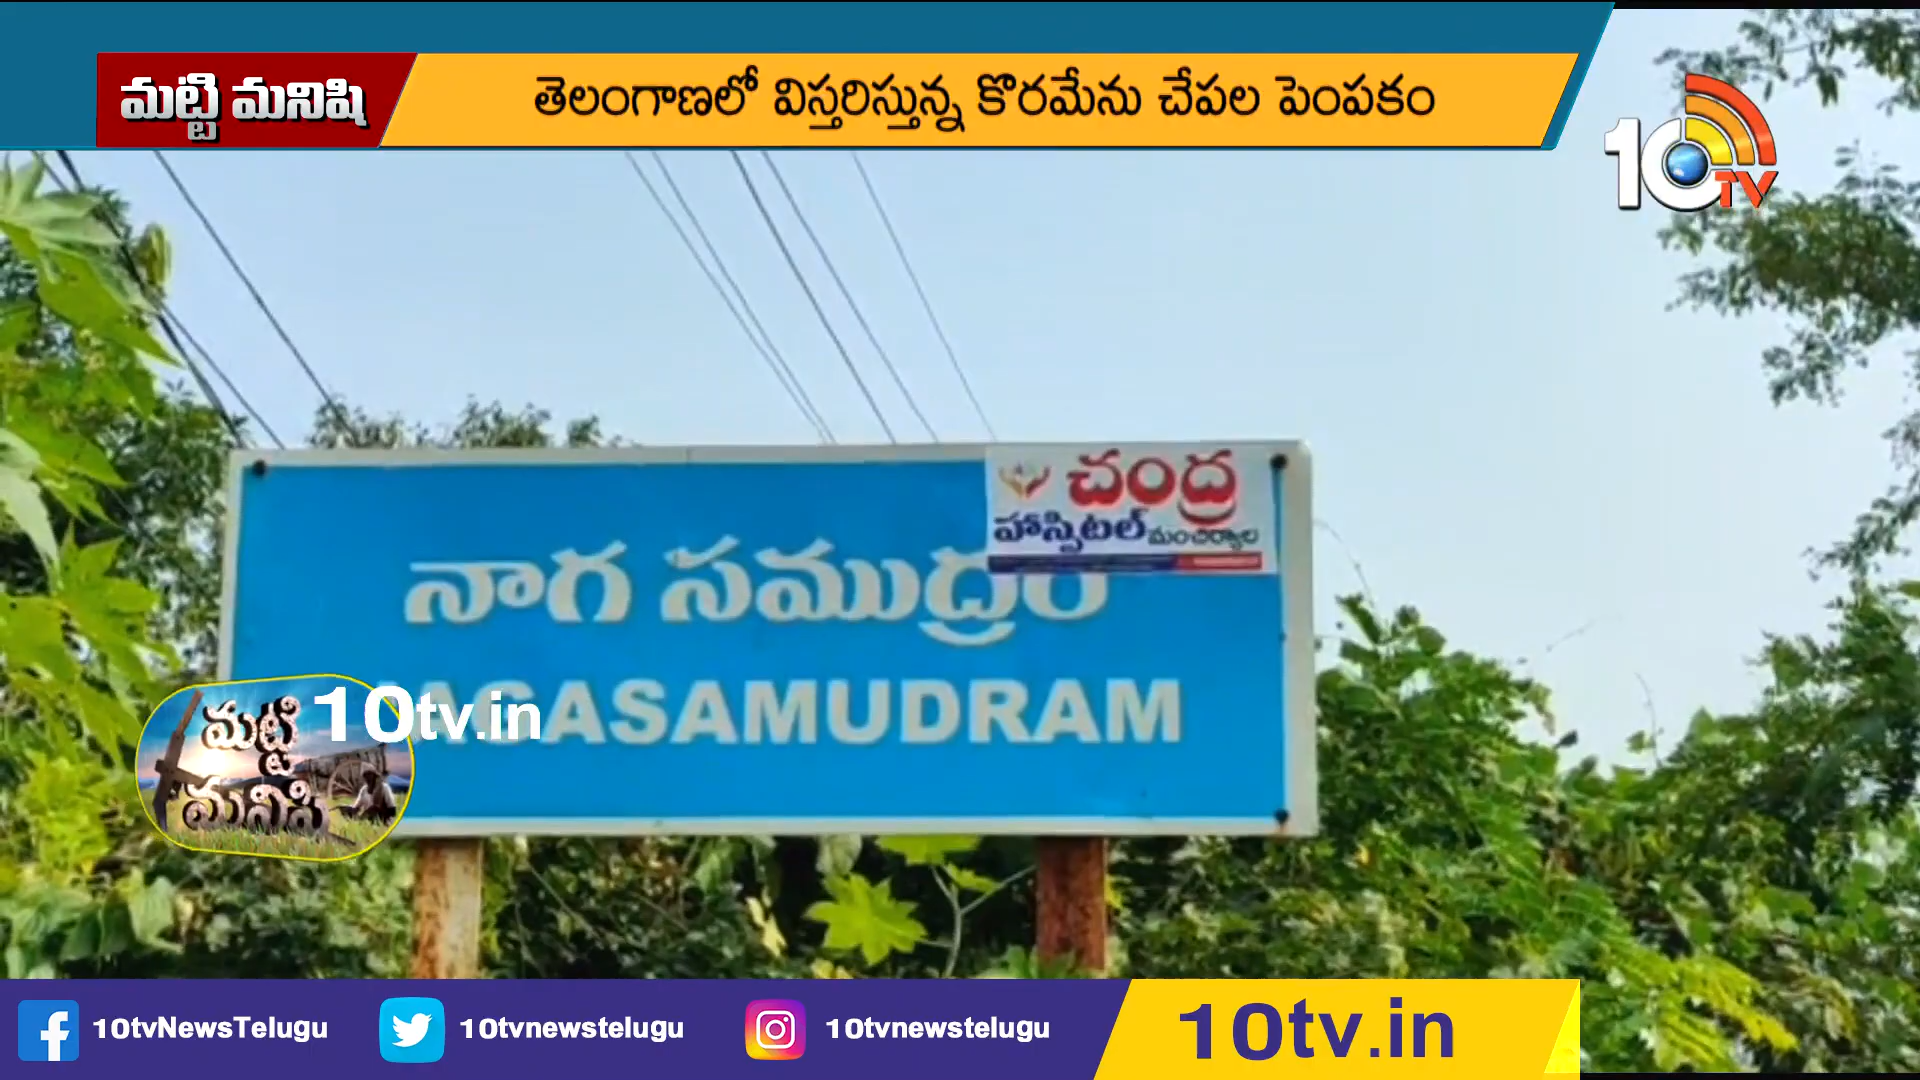 మట్టి మనిషి
తెలంగాణలో విస్తరిస్తున్న కొరమేను చేపల పెంపకం
10TV
చంద్ర
హాస్పిటల్ మంచిర్యాల
నాగ సముద్రం
NAGASAMUDRAM
10tv.in
మట్టి
మనిషి
10tvNewsTelugu
10tvnewstelugu
10tvnewstelugu
10tv.in